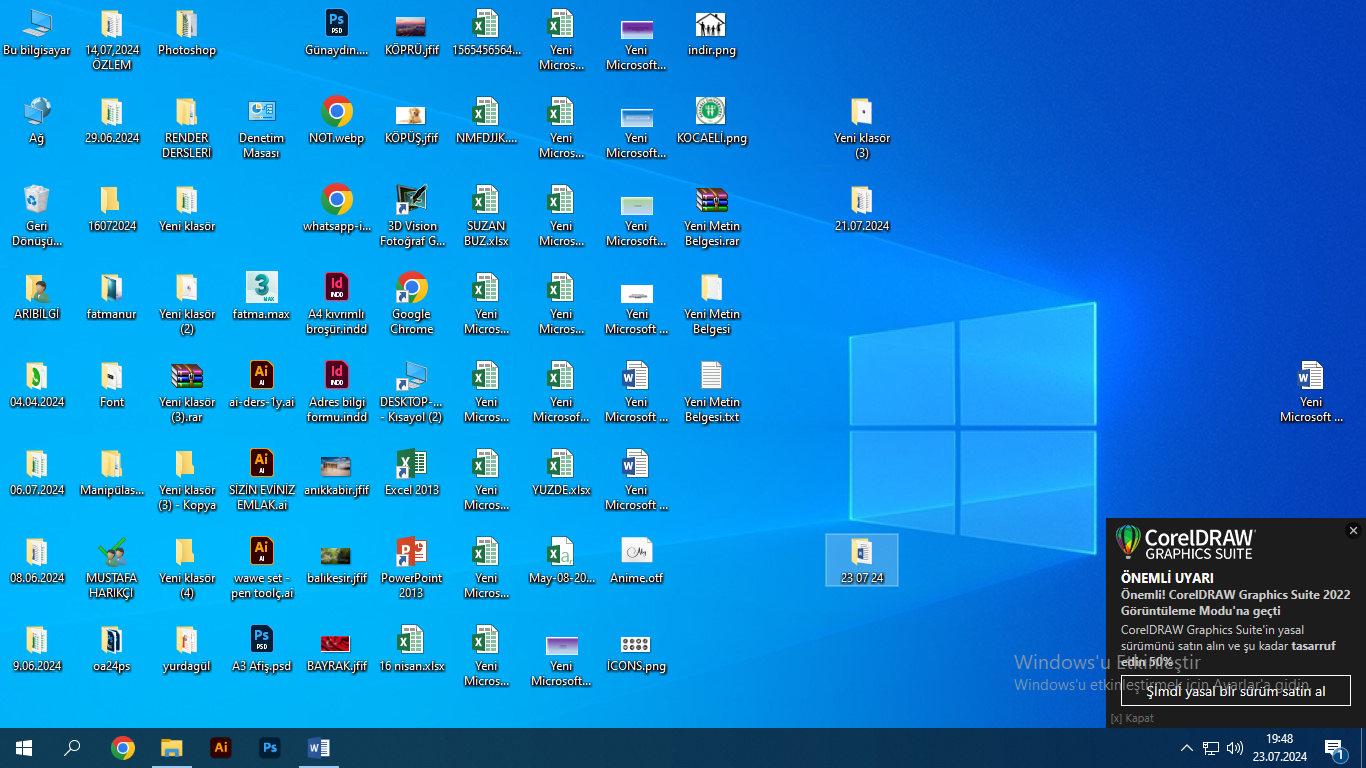 Bu bilgisayar
14.07.2024
ÖZLEM
Photoshop
Günaydın....
KÖPRÜ.jfif
1565456564...
Yeni
Micros...
Yeni
Microsoft...
indir.png
Ağ
29.06.2024
RENDER
DERSLERİ
Denetim
Masası
NOT.webp
KÖPÜŞ.jfif
NMFDJJK....
Yeni
Micros...
Yeni
Microsoft...
KOCAELİ.png
Yeni klasör
(3)
Geri
Dönüşü...
16072024
Yeni klasör
whatsapp-i...
3D Vision
Fotoğraf G...
SUZAN
BUZ.xlsx
Yeni
Micros...
Yeni
Microsoft...
Yeni Metin
Belgesi.rar
21.07.2024
ARIBİLGİ
fatmanur
Yeni klasör
(2)
fatma.max
A4 kıvrımlı
broşür.indd
Google
Chrome
Yeni
Micros...
Yeni
Micros...
Yeni
Microsoft ...
Yeni Metin
Belgesi
04.04.2024
Font
Yeni klasör
(3).rar
ai-ders-1y.ai
Adres bilgi
formu.indd
DESKTOP-...
- Kısayol (2)
Yeni
Micros...
Yeni
Microsof...
Yeni
Microsoft ...
Yeni Metin
Belgesi.txt
Yeni
Microsoft ...
06.07.2024
Manipülas...
Yeni klasör
(3) - Kopya
SİZİN EVİNİZ
EMLAK.ai
anıkkabir.jfif
Excel 2013
Yeni
Micros...
YUZDE.xlsx
Yeni
Microsoft ...
08.06.2024
MUSTAFA
HARIKÇI
Yeni klasör
(4)
wawe set -
pen toolç.ai
balıkesir.jfif
PowerPoint
2013
Yeni
Micros...
May-08-20...
Anime.otf
23 07 24
9.06.2024
oa24ps
yurdagül
A3 Afiş.psd
BAYRAK.jfif
16 nisan.xlsx
Yeni
Micros...
Yeni
Microsoft...
İCONS.png
CorelDRAW
GRAPHICS SUITE
ÖNEMLİ UYARI
Önemli! CorelDRAW Graphics Suite 2022
Görüntüleme Modu'na geçti
CorelDRAW Graphics Suite'in yasal
sürümünü satın alın ve şu kadar tasarruf
edin 50%
Windows'u Etkinleştir
Windows'u etkinleştirmek için Ayarlar'a gidin.
Şimdi yasal bir sürüm satın al
[x] Kapat
19:48
23.07.2024
1